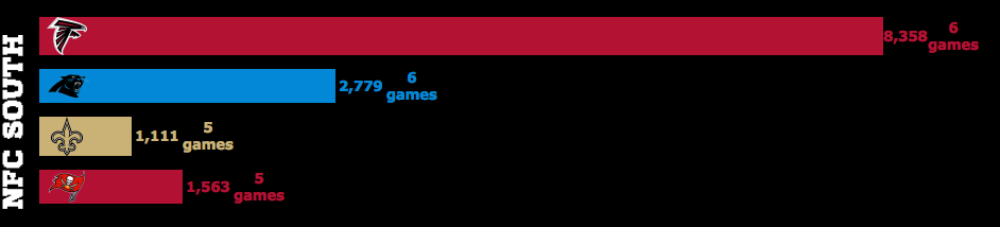 NFC SOUTH
8,358 6 games
2,779 6 games
1,111 5 games
1,563 5 games